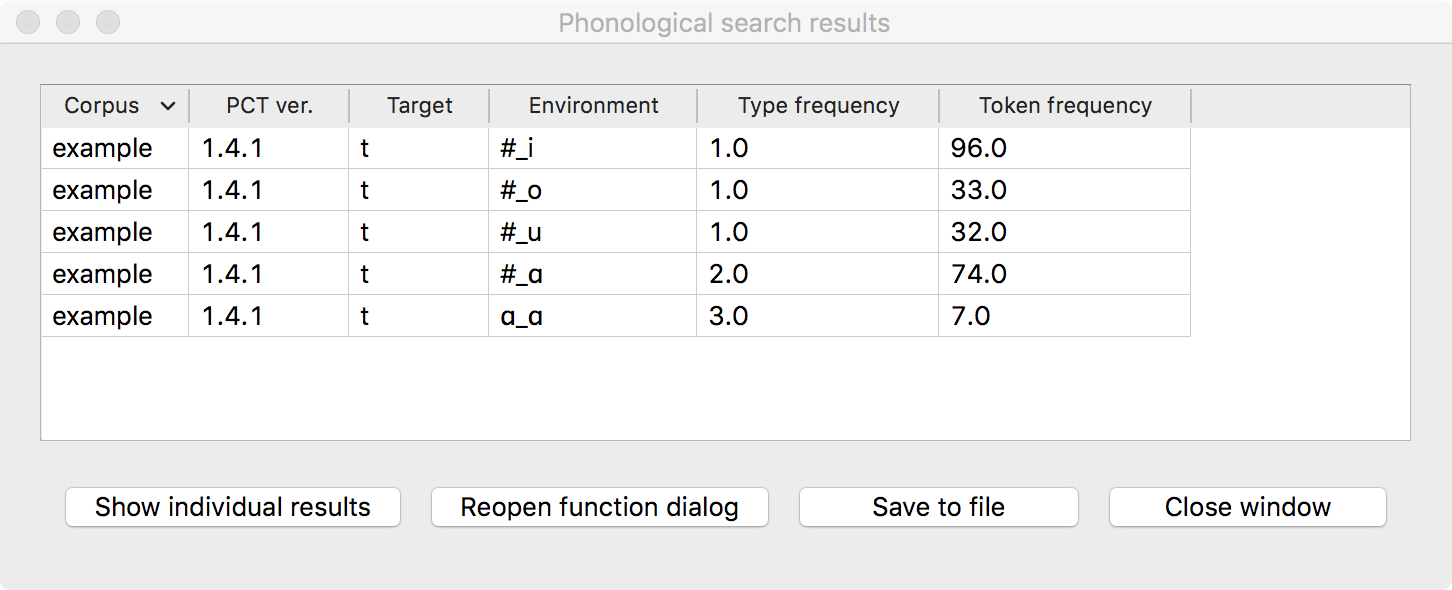 Phonological search results
Corpus PCT ver. Target Environment Type frequency Token frequency
example 1.4.1 t #_i 1.0 96.0
example 1.4.1 t #_o 1.0 33.0
example 1.4.1 t #_u 1.0 32.0
example 1.4.1 t #_ɑ 2.0 74.0
example 1.4.1 t ɑ_ɑ 3.0 7.0
Show individual results Reopen function dialog Save to file Close window